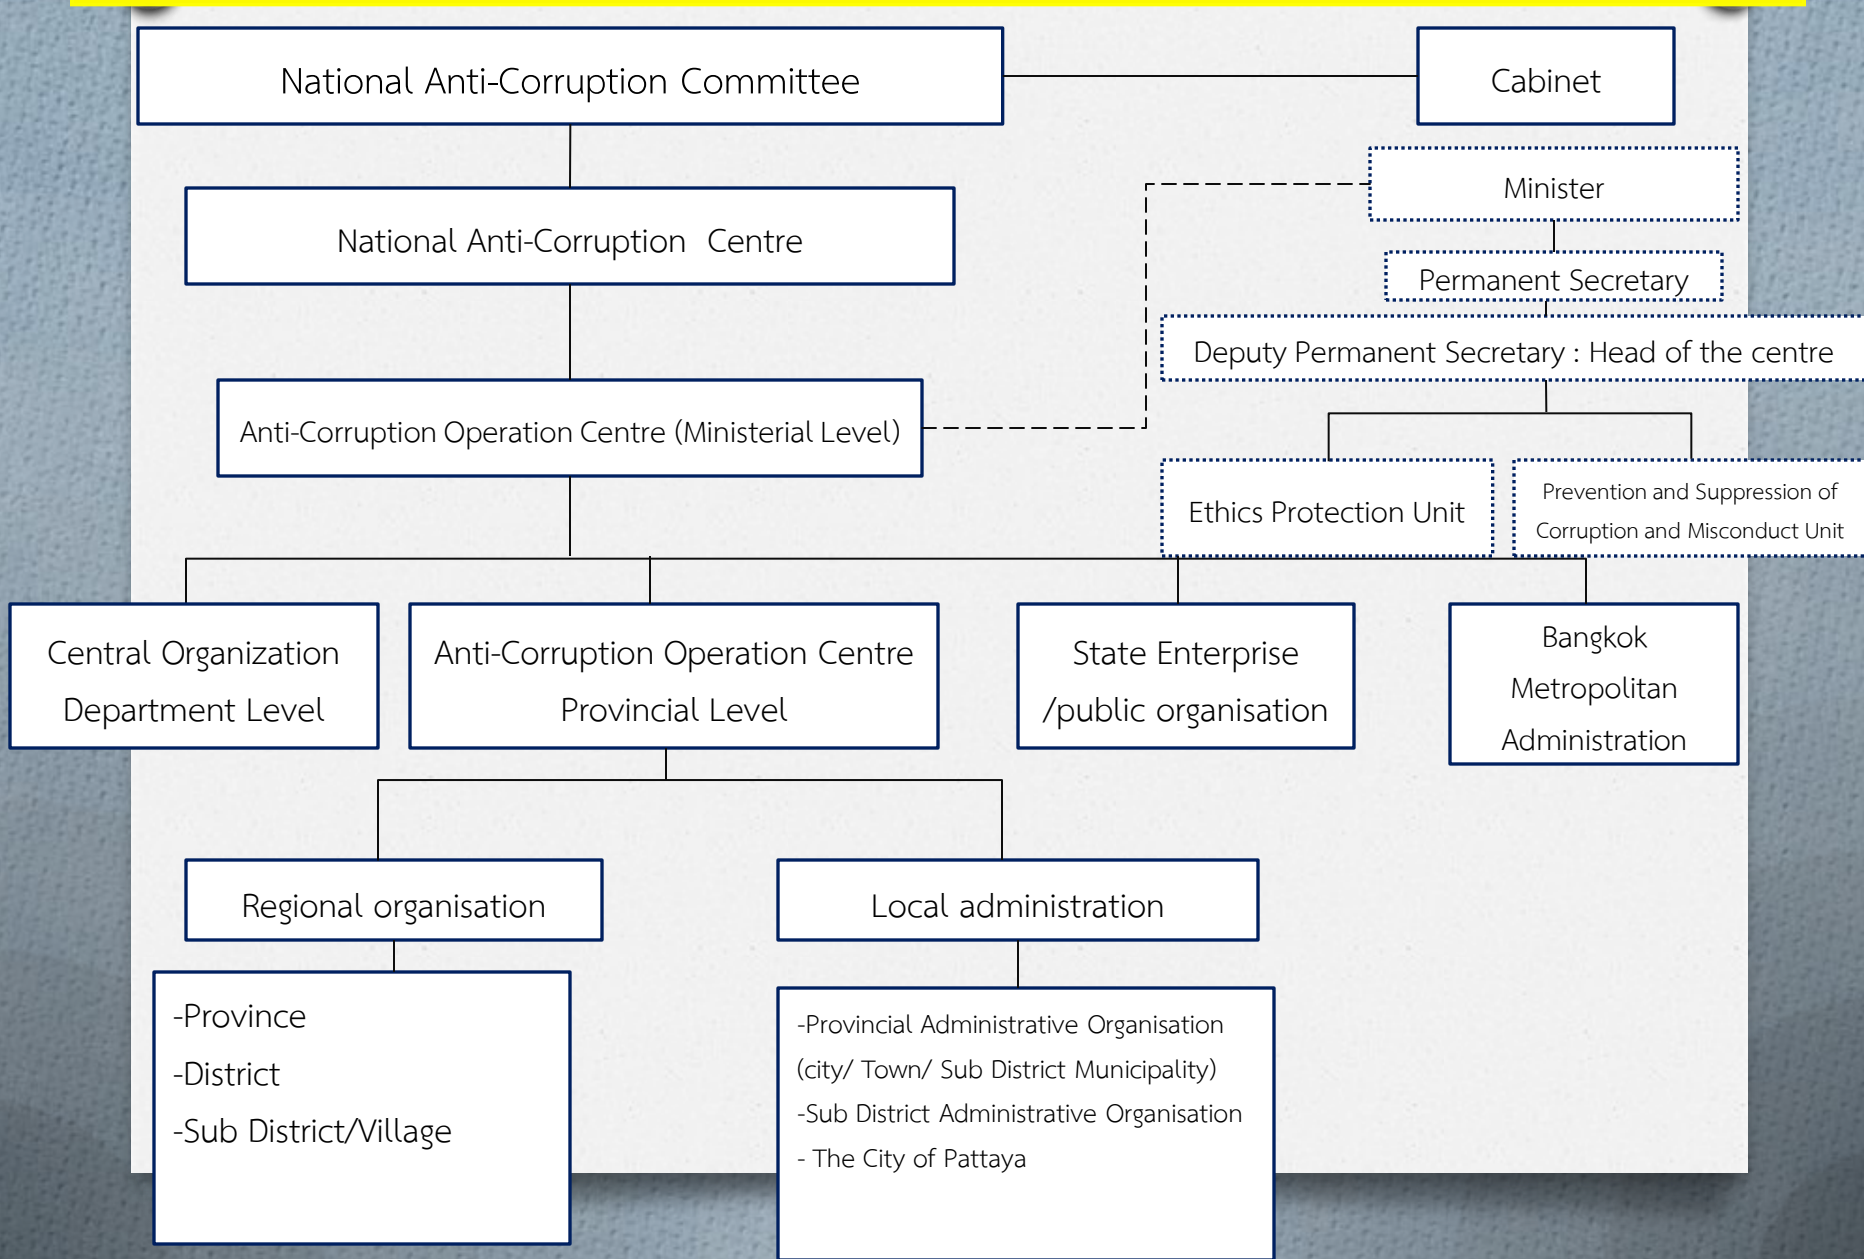 National Anti-Corruption Committee
Cabinet
Minister
National Anti-Corruption Centre
Permanent Secretary
Deputy Permanent Secretary : Head of the centre
Anti-Corruption Operation Centre (Ministerial Level)
Ethics Protection Unit
Prevention and Suppression of
Corruption and Misconduct Unit
Central Organization
Department Level
Anti-Corruption Operation Centre
Provincial Level
State Enterprise
/public organisation
Bangkok
Metropolitan
Administration
Regional organisation
Local administration
-Province
-District
-Sub District/Village
-Provincial Administrative Organisation
(city/ Town/ Sub District Municipality)
-Sub District Administrative Organisation
- The City of Pattaya